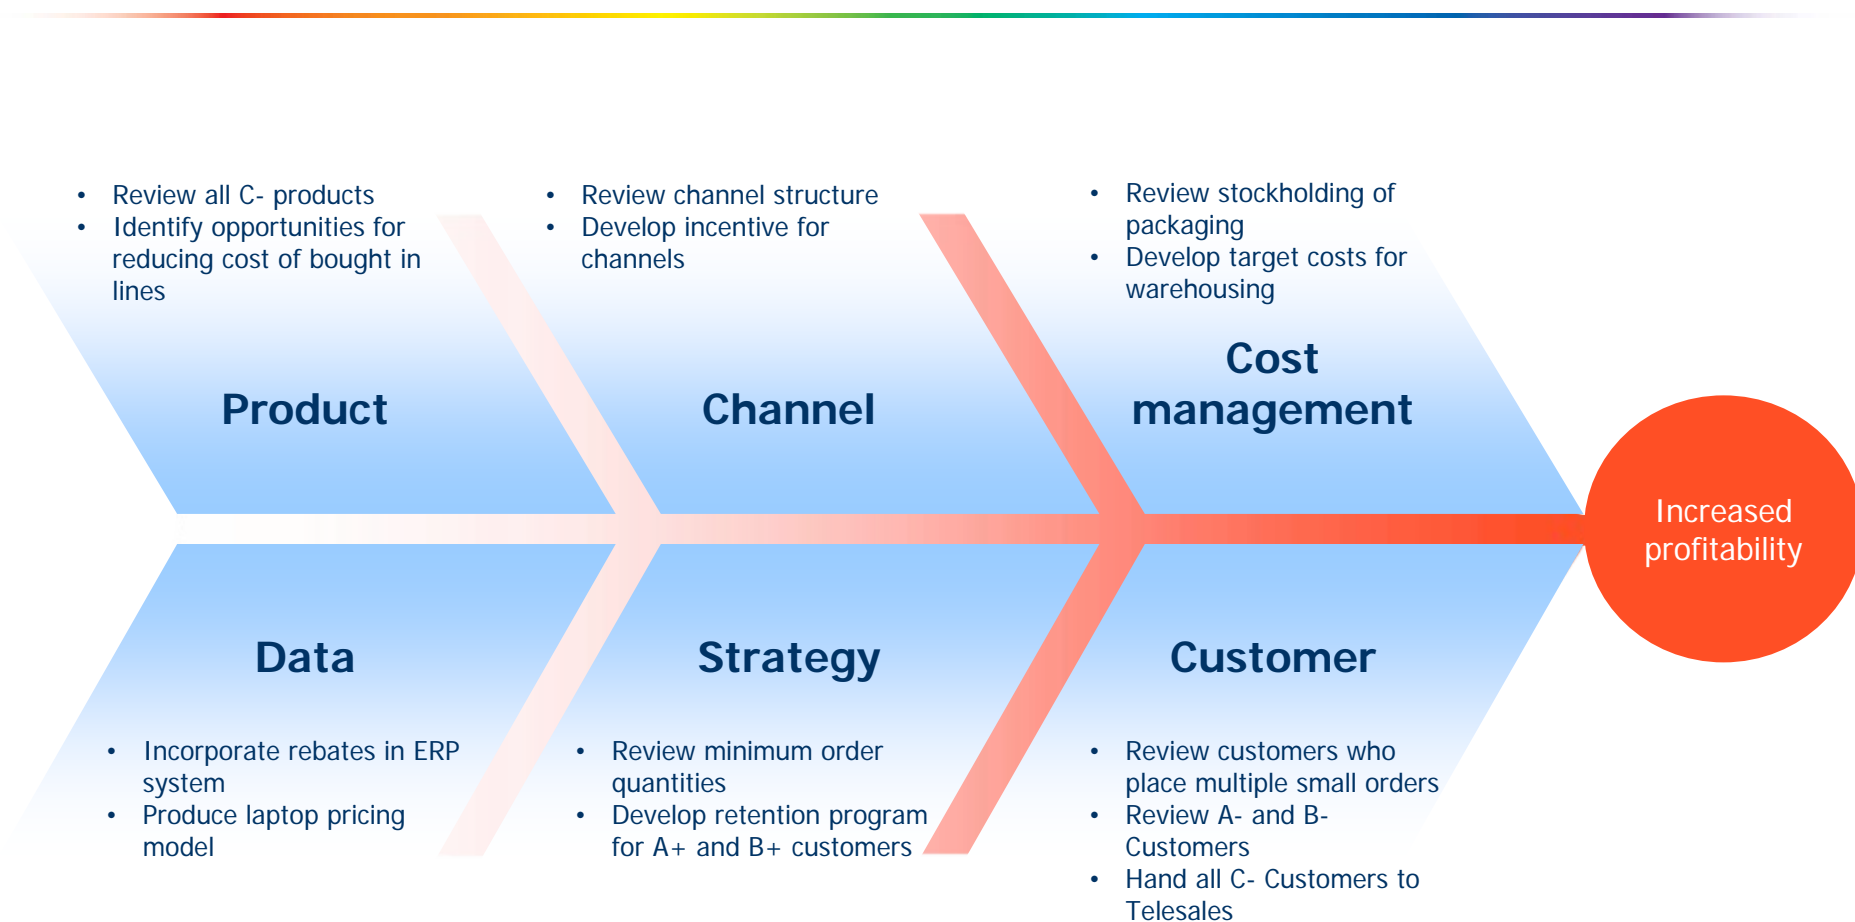 • Review all C- products
• Identify opportunities for
reducing cost of bought in
lines
• Review channel structure
• Develop incentive for
channels
• Review stockholding of
packaging
• Develop target costs for
warehousing
Product
Channel
Cost
management
Increased
profitability
Data
Strategy
Customer
• Incorporate rebates in ERP
system
• Produce laptop pricing
model
• Review minimum order
quantities
• Develop retention program
for A+ and B+ customers
• Review customers who
place multiple small orders
• Review A- and B-
Customers
• Hand all C- Customers to
Telesales